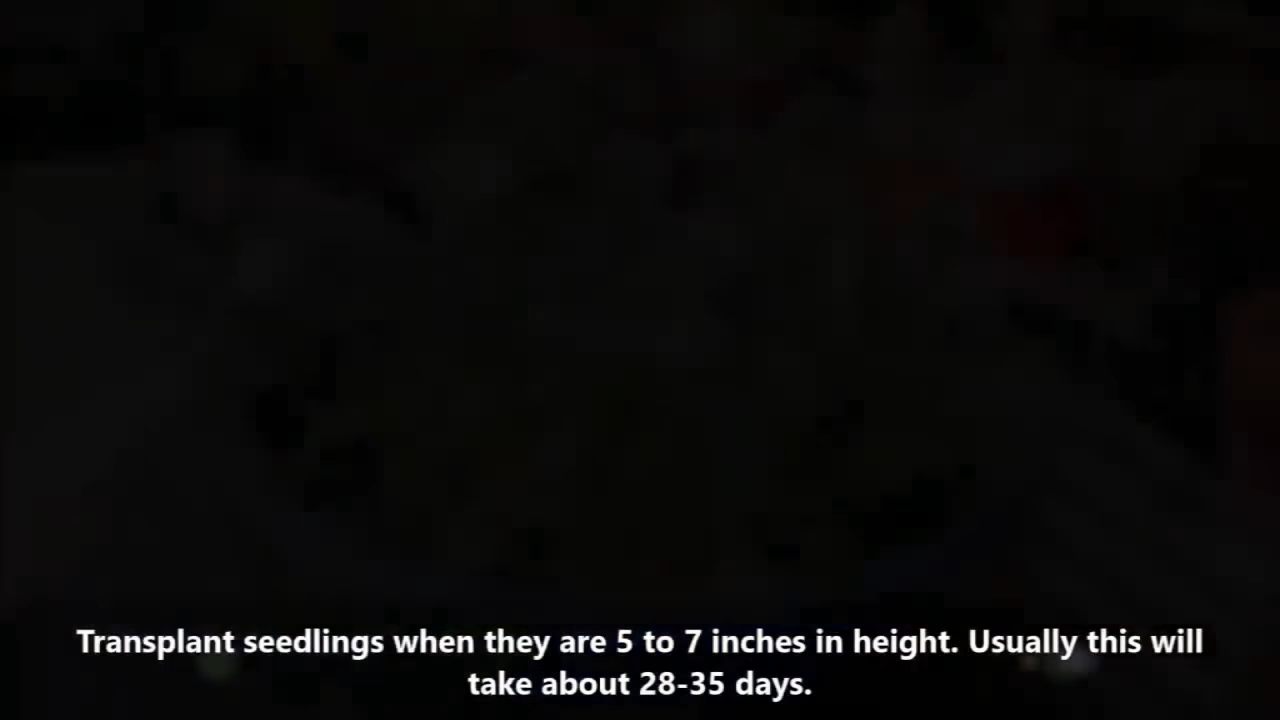 Transplant seedlings when they are 5 to 7 inches in height. Usually this will
take about 28-35 days.